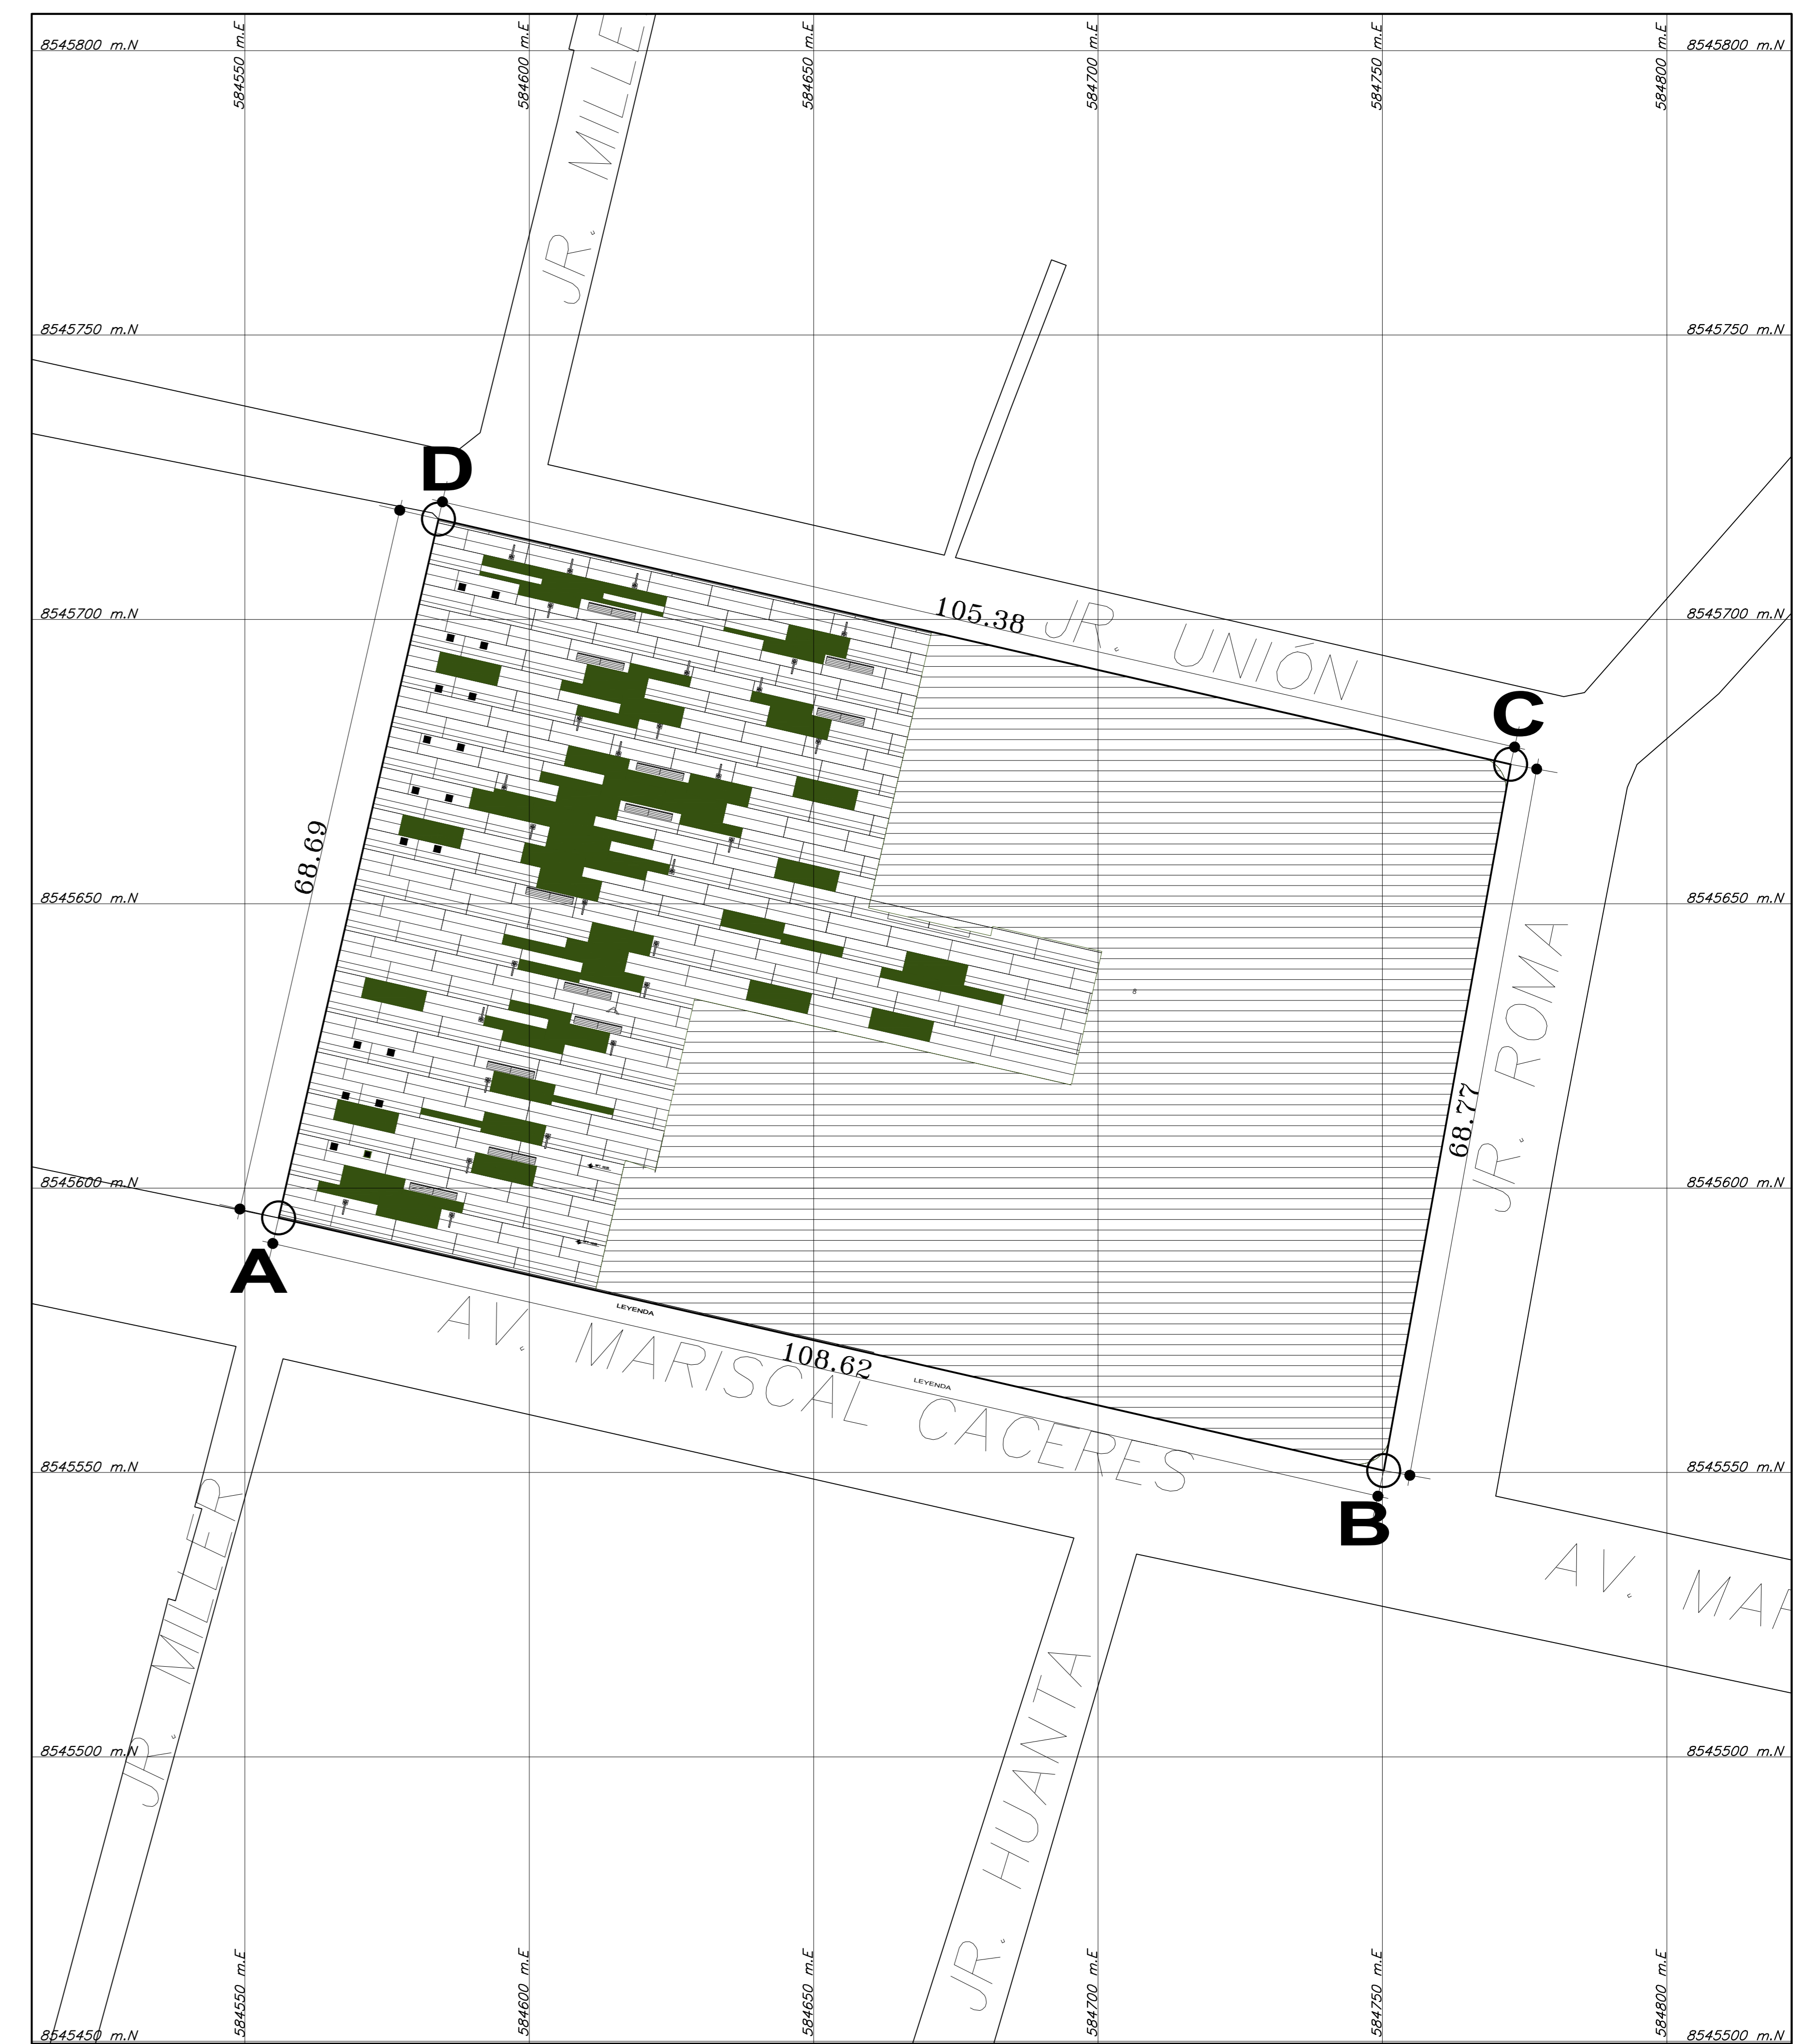 584550 m.E
584600 m.E
584650 m.E
584700 m.E
584750 m.E
584800 m.E
8545800 m.N
8545800 m.N
JR. MILLE
8545750 m.N
8545750 m.N
D
105.38
JR. UNIÓN
8545700 m.N
8545700 m.N
C
68.69
8545650 m.N
8545650 m.N
JR. ROMA
8
68.77
8545600 m.N
8545600 m.N
A
LEYENDA
AV. MARISCAL CACERES
108.62
LEYENDA
8545550 m.N
8545550 m.N
B
AV. MAR
JR. MILLER
JR. HUANTA
8545500 m.N
8545500 m.N
584550 m.E
584600 m.E
584650 m.E
584700 m.E
584750 m.E
584800 m.E
8545450 m.N
8545500 m.N